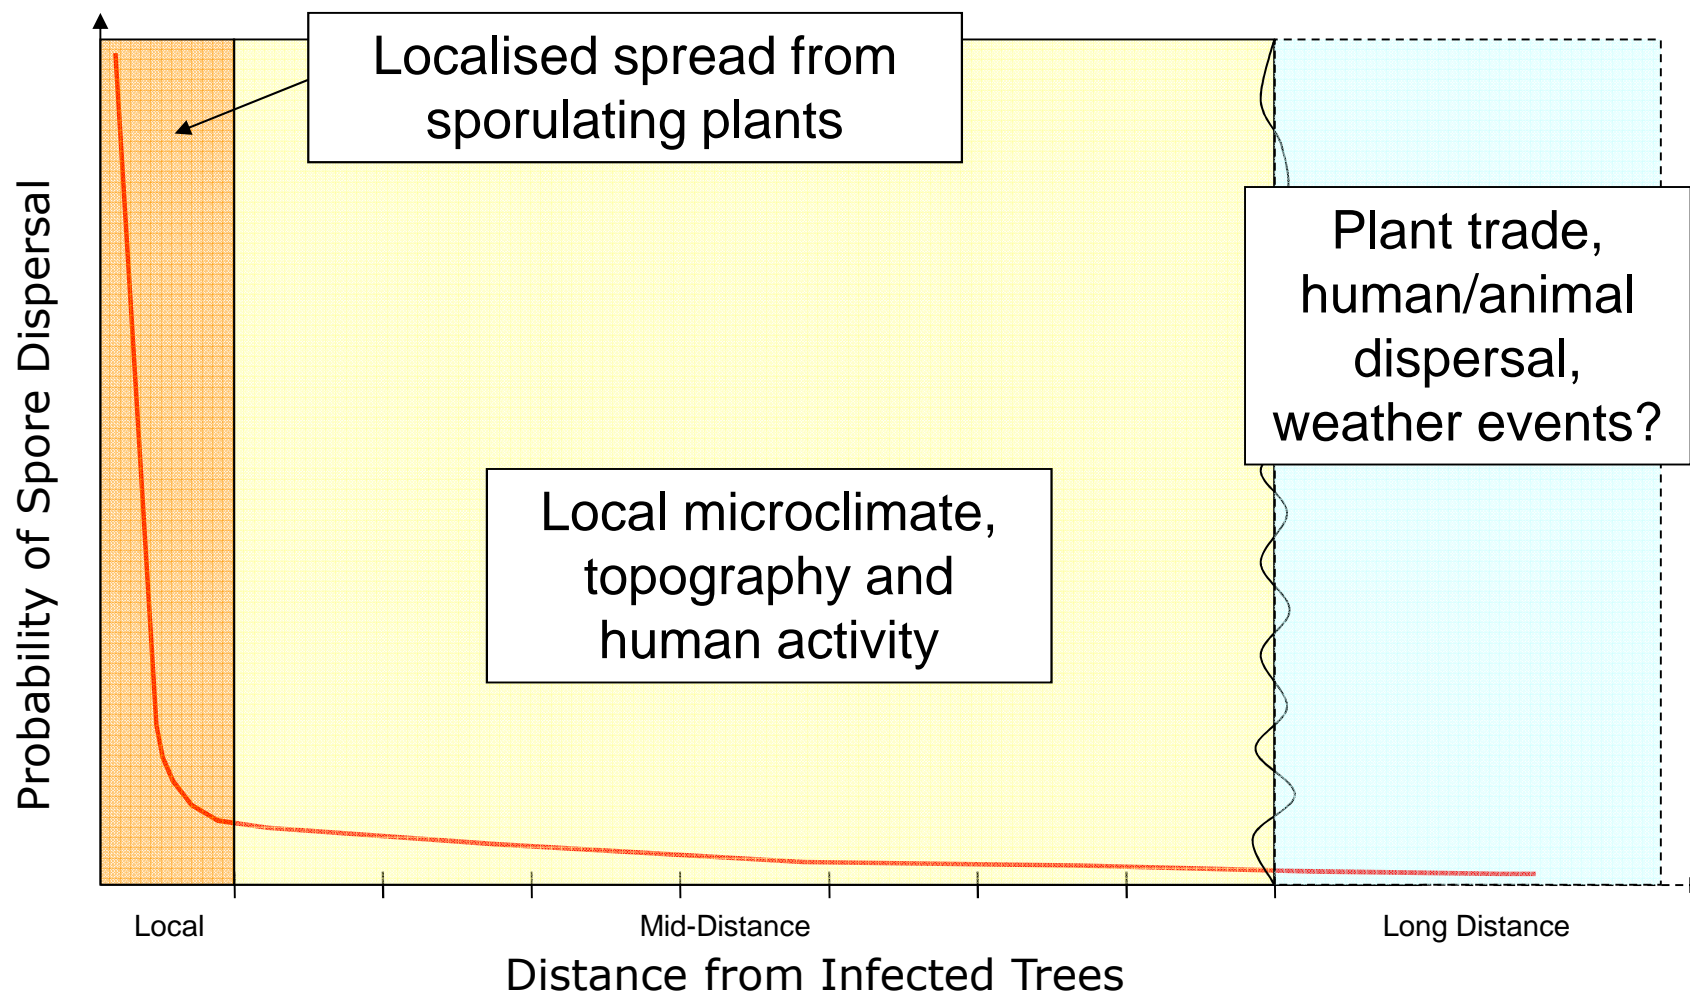 Localised spread from
sporulating plants
Plant trade,
human/animal
dispersal,
weather events?
Local microclimate,
topography and
human activity
Probability of Spore Dispersal
Local
Mid-Distance
Long Distance
Distance from Infected Trees